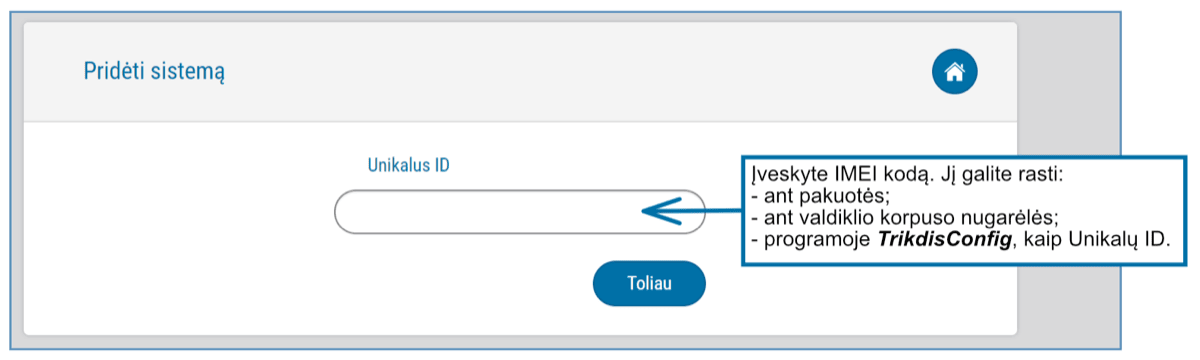 Pridėti sistemą
Unikalus ID
Įveskyte IMEI kodą. Jį galite rasti:
- ant pakuotės;
- ant valdiklio korpuso nugarėlės;
- programoje TrikdisConfig, kaip Unikalų ID.
Toliau